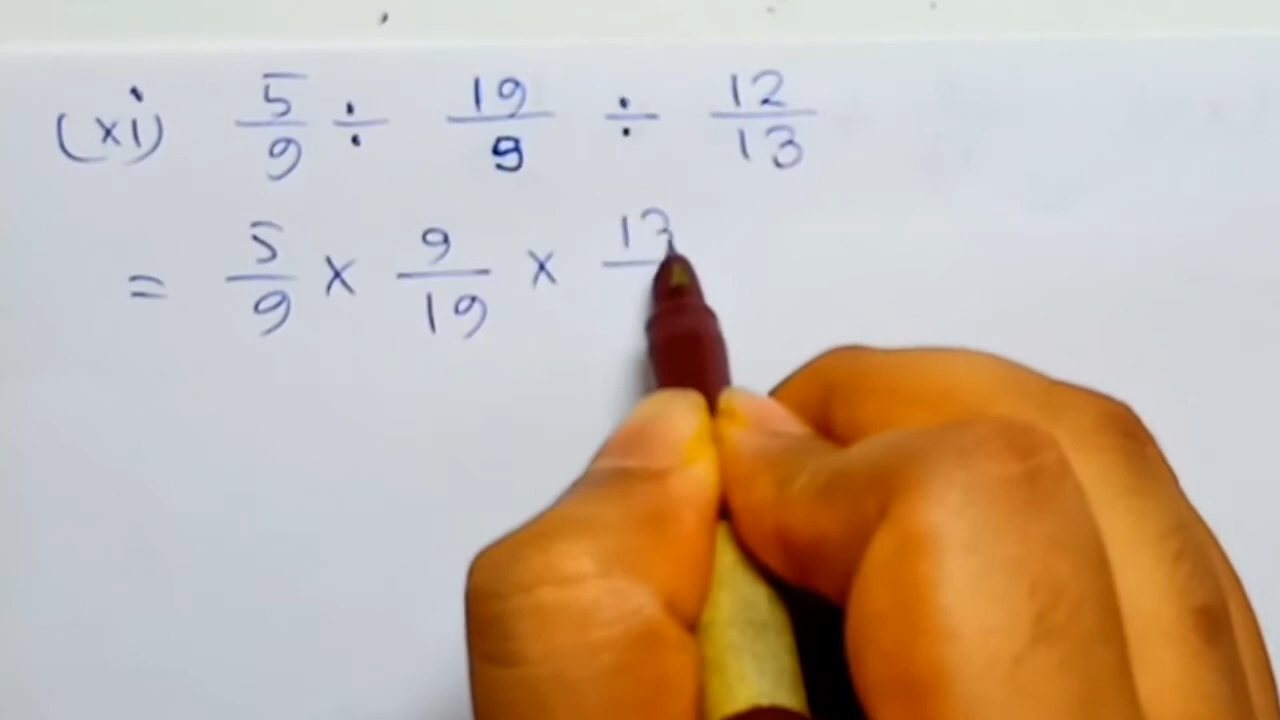 (xi) 5/9 ÷ 19/9 ÷ 12/13
= 5/9 × 9/19 × 13/